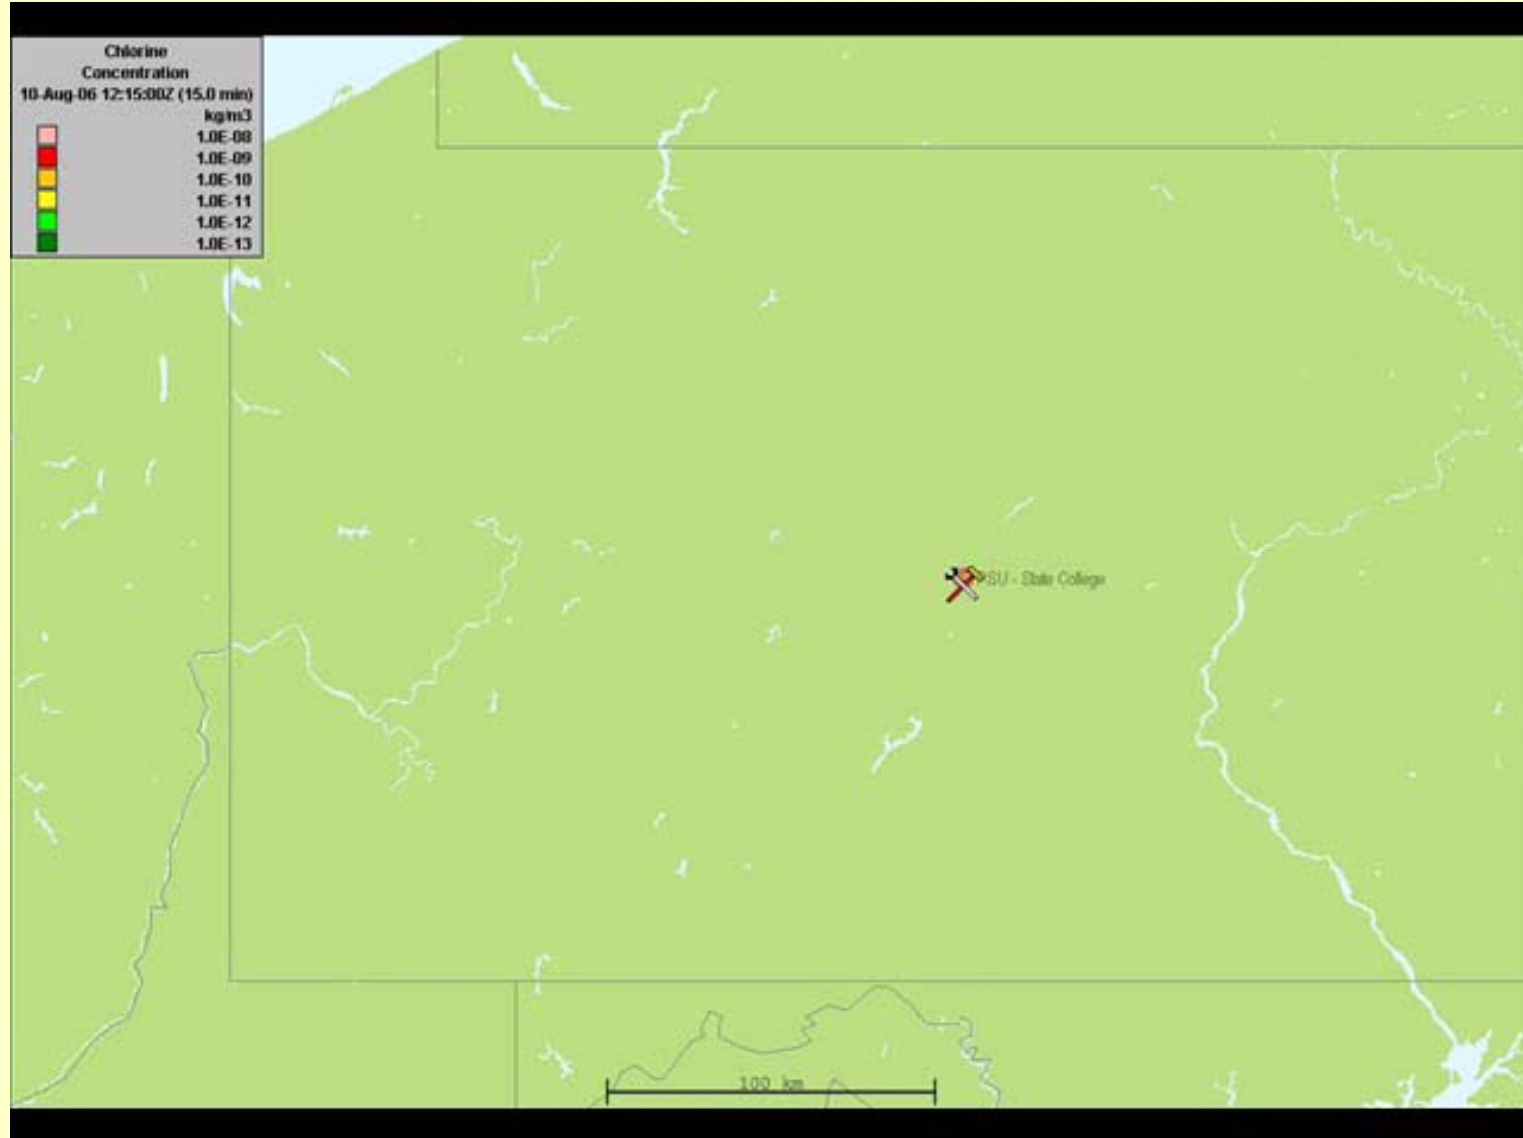 Chlorine
Concentration
10-Aug-06 12:15:00Z (15.0 min)
kg/m3
1.0E-08
1.0E-09
1.0E-10
1.0E-11
1.0E-12
1.0E-13
SU - State College
100 km